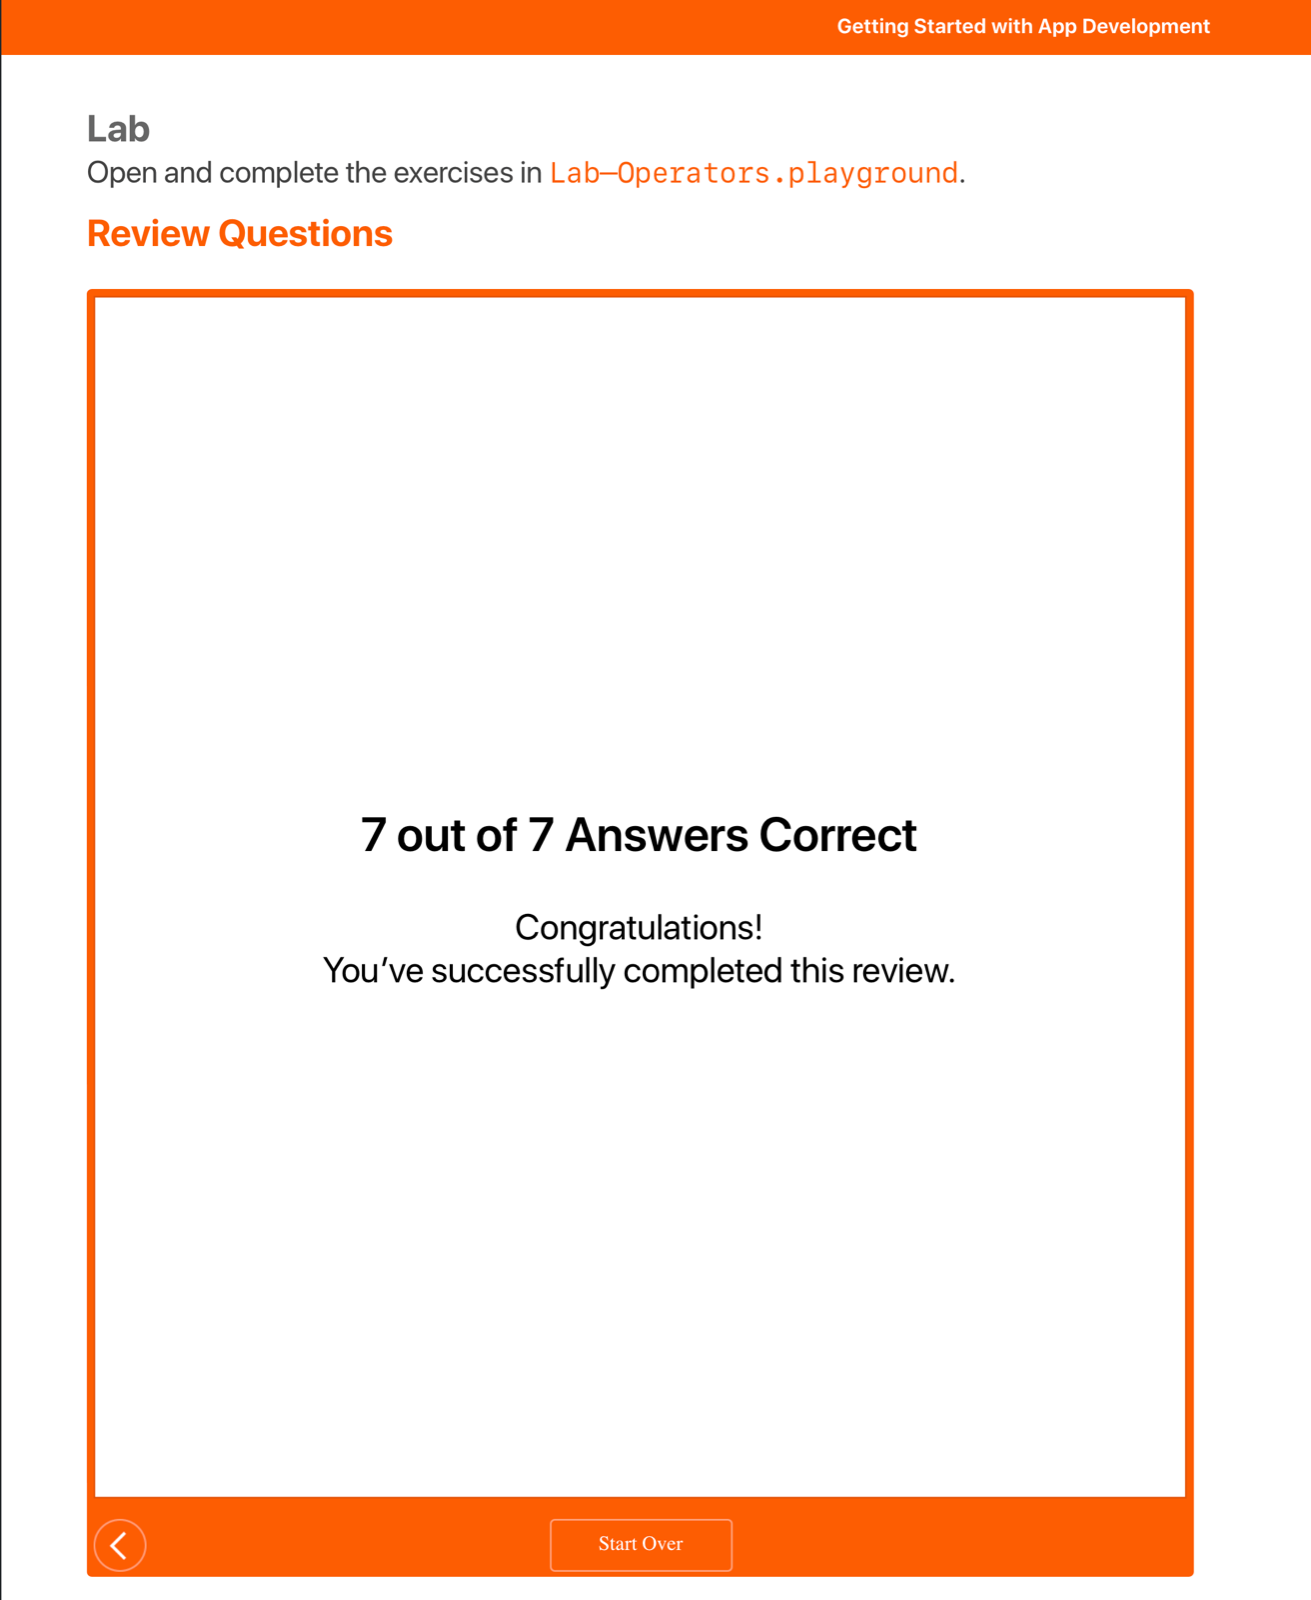 Getting Started with App Development
Lab
Open and complete the exercises in Lab—Operators.playground.
Review Questions
7 out of 7 Answers Correct
Congratulations!
You’ve successfully completed this review.
Start Over